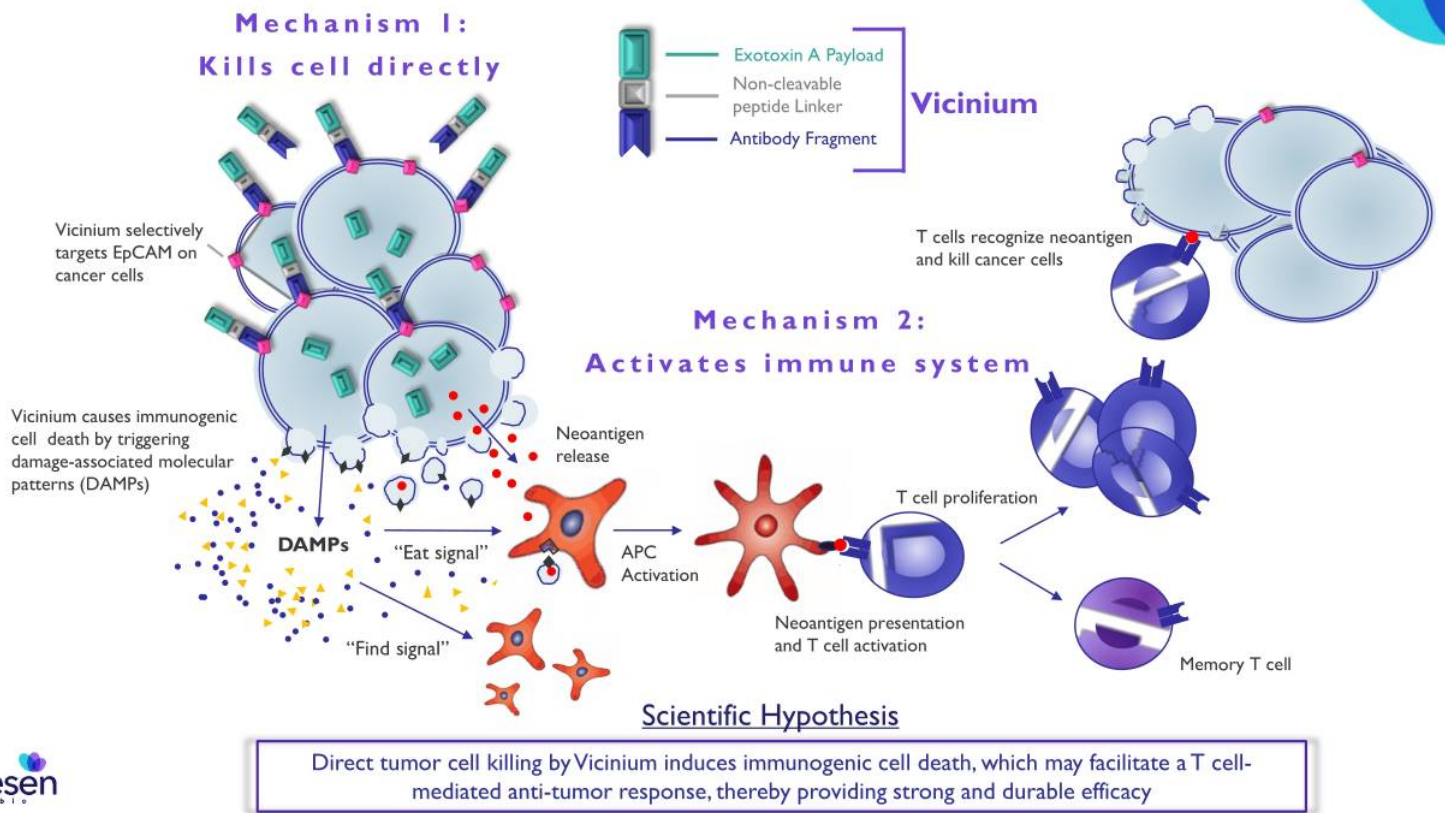 Mechanism 1:
Kills cell directly
Exotoxin A Payload
Non-cleavable
peptide Linker
Antibody Fragment
Vicinium
Vicinium selectively
targets EpCAM on
cancer cells
T cells recognize neoantigen
and kill cancer cells
Mechanism 2:
Activates immune system
Vicinium causes immunogenic
cell death by triggering
damage-associated molecular
patterns (DAMPs)
Neoantigen
release
T cell proliferation
DAMPs
“Eat signal”
APC
Activation
“Find signal”
Neoantigen presentation
and T cell activation
Memory T cell
Scientific Hypothesis
Direct tumor cell killing by Vicinium induces immunogenic cell death, which may facilitate a T cell-
mediated anti-tumor response, thereby providing strong and durable efficacy
esen
bio